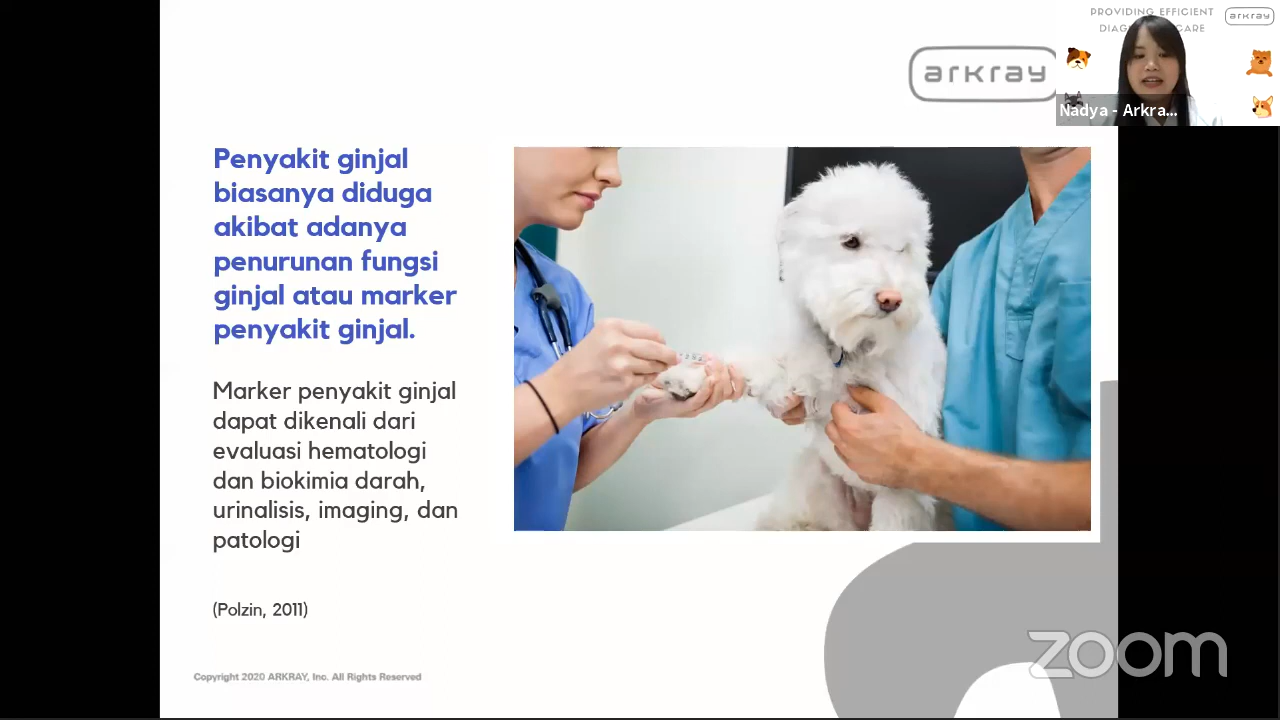 PROVIDING EFFICIENT
arkray
arkray
Nadya - Arkra...
Penyakit ginjal
biasanya diduga
akibat adanya
penurunan fungsi
ginjal atau marker
penyakit ginjal.
Marker penyakit ginjal
dapat dikenali dari
evaluasi hematologi
dan biokimia darah,
urinalisis, imaging, dan
patologi
(Polzin, 2011)
Copyright 2020 ARKRAY, Inc. All Rights Reserved
zoom